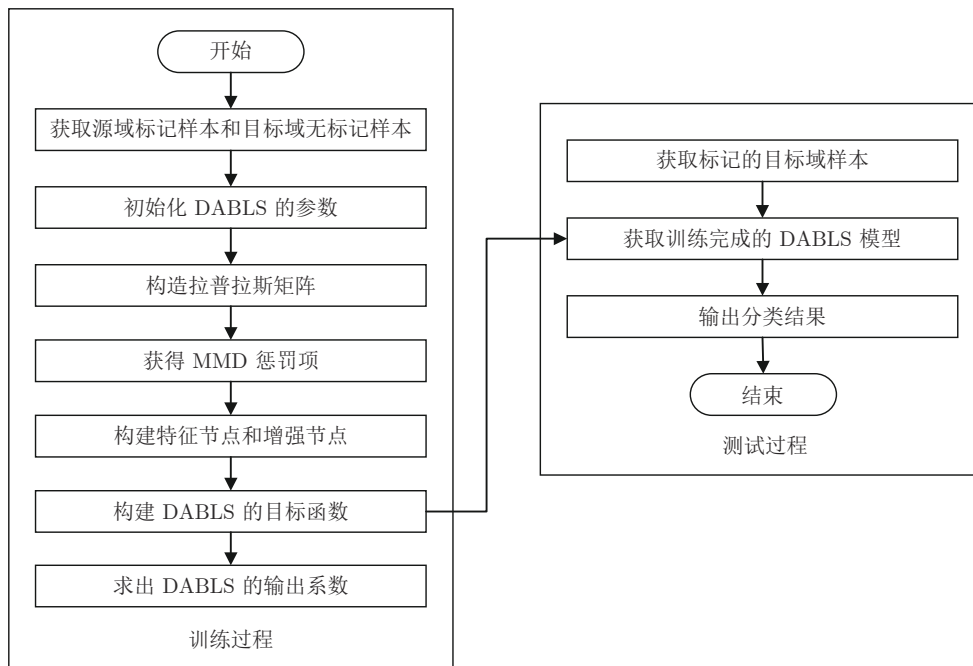 开始
获取源域标记样本和目标域无标记样本
初始化 DABLS 的参数
构造拉普拉斯矩阵
获得 MMD 惩罚项
构建特征节点和增强节点
构建 DABLS 的目标函数
求出 DABLS 的输出系数
训练过程
获取标记的目标域样本
获取训练完成的 DABLS 模型
输出分类结果
结束
测试过程